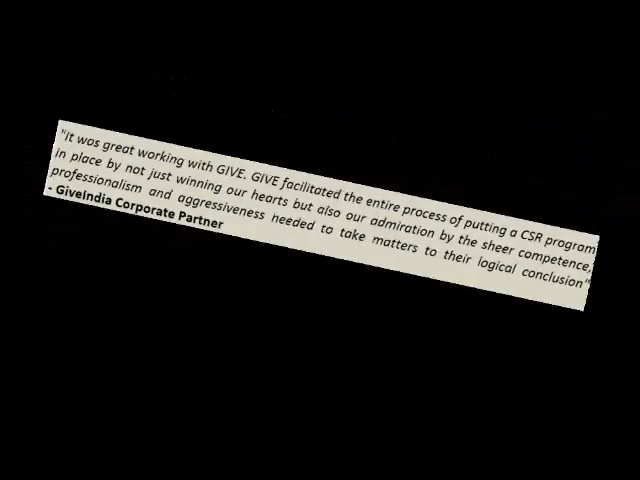 "It was great working with GIVE. GIVE facilitated the entire process of putting a CSR program
in place by not just winning our hearts but also our admiration by the sheer competence,
professionalism and aggressiveness needed to take matters to their logical conclusion"
- GiveIndia Corporate Partner